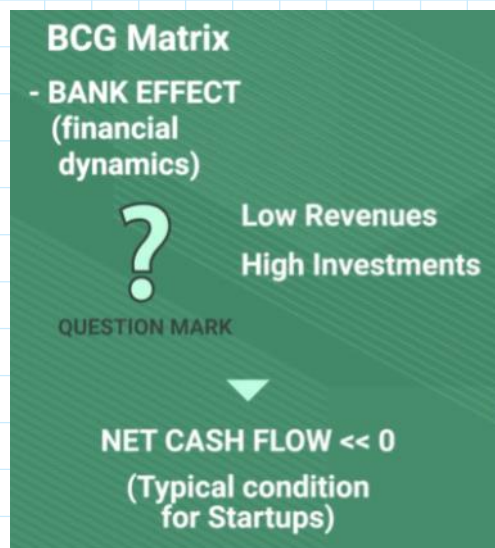 BCG Matrix
- BANK EFFECT
(financial
dynamics)
?
Low Revenues
High Investments
QUESTION MARK
NET CASH FLOW << 0
(Typical condition
for Startups)